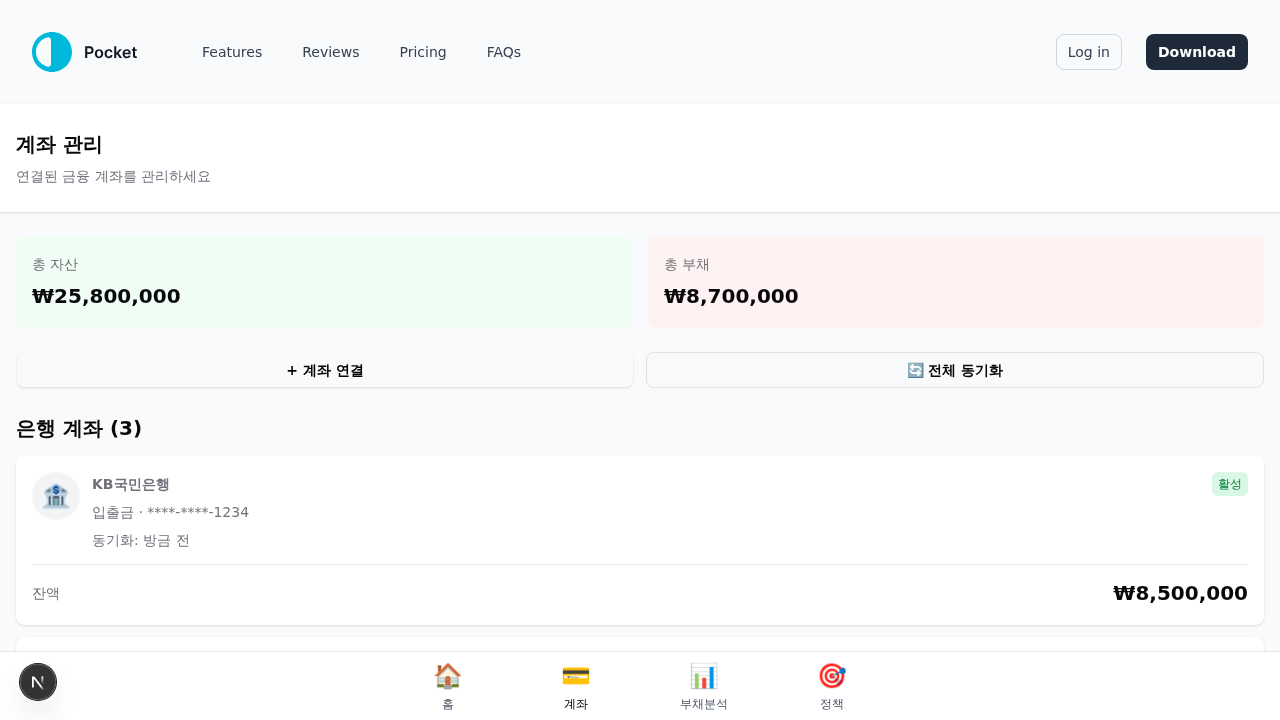 Pocket
Features
Reviews
Pricing
FAQs
Log in
Download
계좌 관리
연결된 금융 계좌를 관리하세요
총 자산
₩25,800,000
총 부채
₩8,700,000
+ 계좌 연결
🔄 전체 동기화
은행 계좌 (3)
KB국민은행
활성
입출금 · ****-****-1234
동기화: 방금 전
잔액
₩8,500,000
N
홈
계좌
부채분석
정책